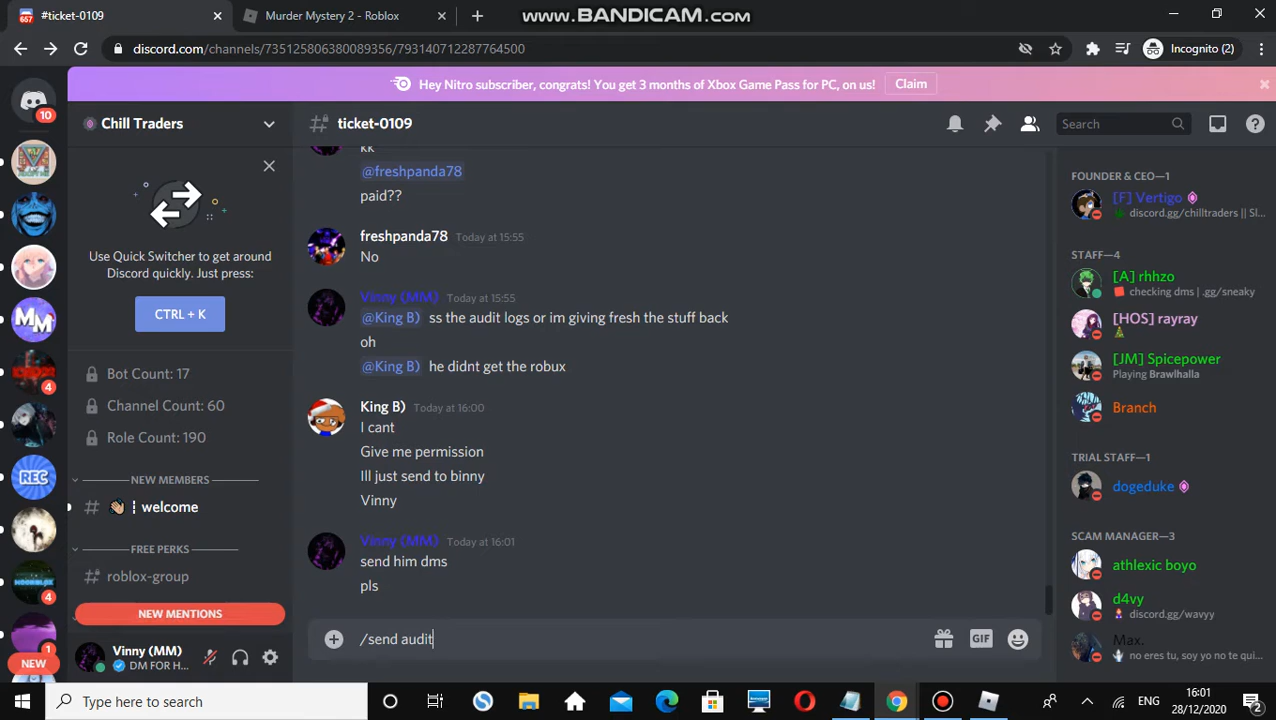 #ticket-0109
Murder Mystery 2 - Roblox
www.BANDICAM.com
discord.com/channels/735125806380089356/793140712287764500
Incognito (2)
Hey Nitro subscriber, congrats! You get 3 months of Xbox Game Pass for PC, on us!
Claim
10
4
4
1
NEW
MM
REC
Chill Traders
Use Quick Switcher to get around
Discord quickly. Just press:
CTRL + K
Bot Count: 17
Channel Count: 60
Role Count: 190
NEW MEMBERS
welcome
FREE PERKS
roblox-group
NEW MENTIONS
Vinny (MM)
DM FOR H...
ticket-0109
Search
kk
@freshpanda78
paid??
freshpanda78 Today at 15:55
No
Vinny (MM) Today at 15:55
@King B) ss the audit logs or im giving fresh the stuff back
oh
@King B) he didnt get the robux
King B) Today at 16:00
I cant
Give me permission
Ill just send to binny
Vinny
Vinny (MM) Today at 16:01
send him dms
pls
/send audit
GIF
FOUNDER & CEO—1
[F] Vertigo
discord.gg/chilltraders || Sl...
STAFF—4
[A] rhhzo
checking dms | .gg/sneaky
[HOS] rayray
[JM] Spicepower
Playing Brawlhalla
Branch
TRIAL STAFF—1
dogeduke
SCAM MANAGER—3
athlexic boyo
d4vy
discord.gg/wavyy
Max.
no eres tu, soy yo no te qui...
Type here to search
ENG
16:01
28/12/2020
2